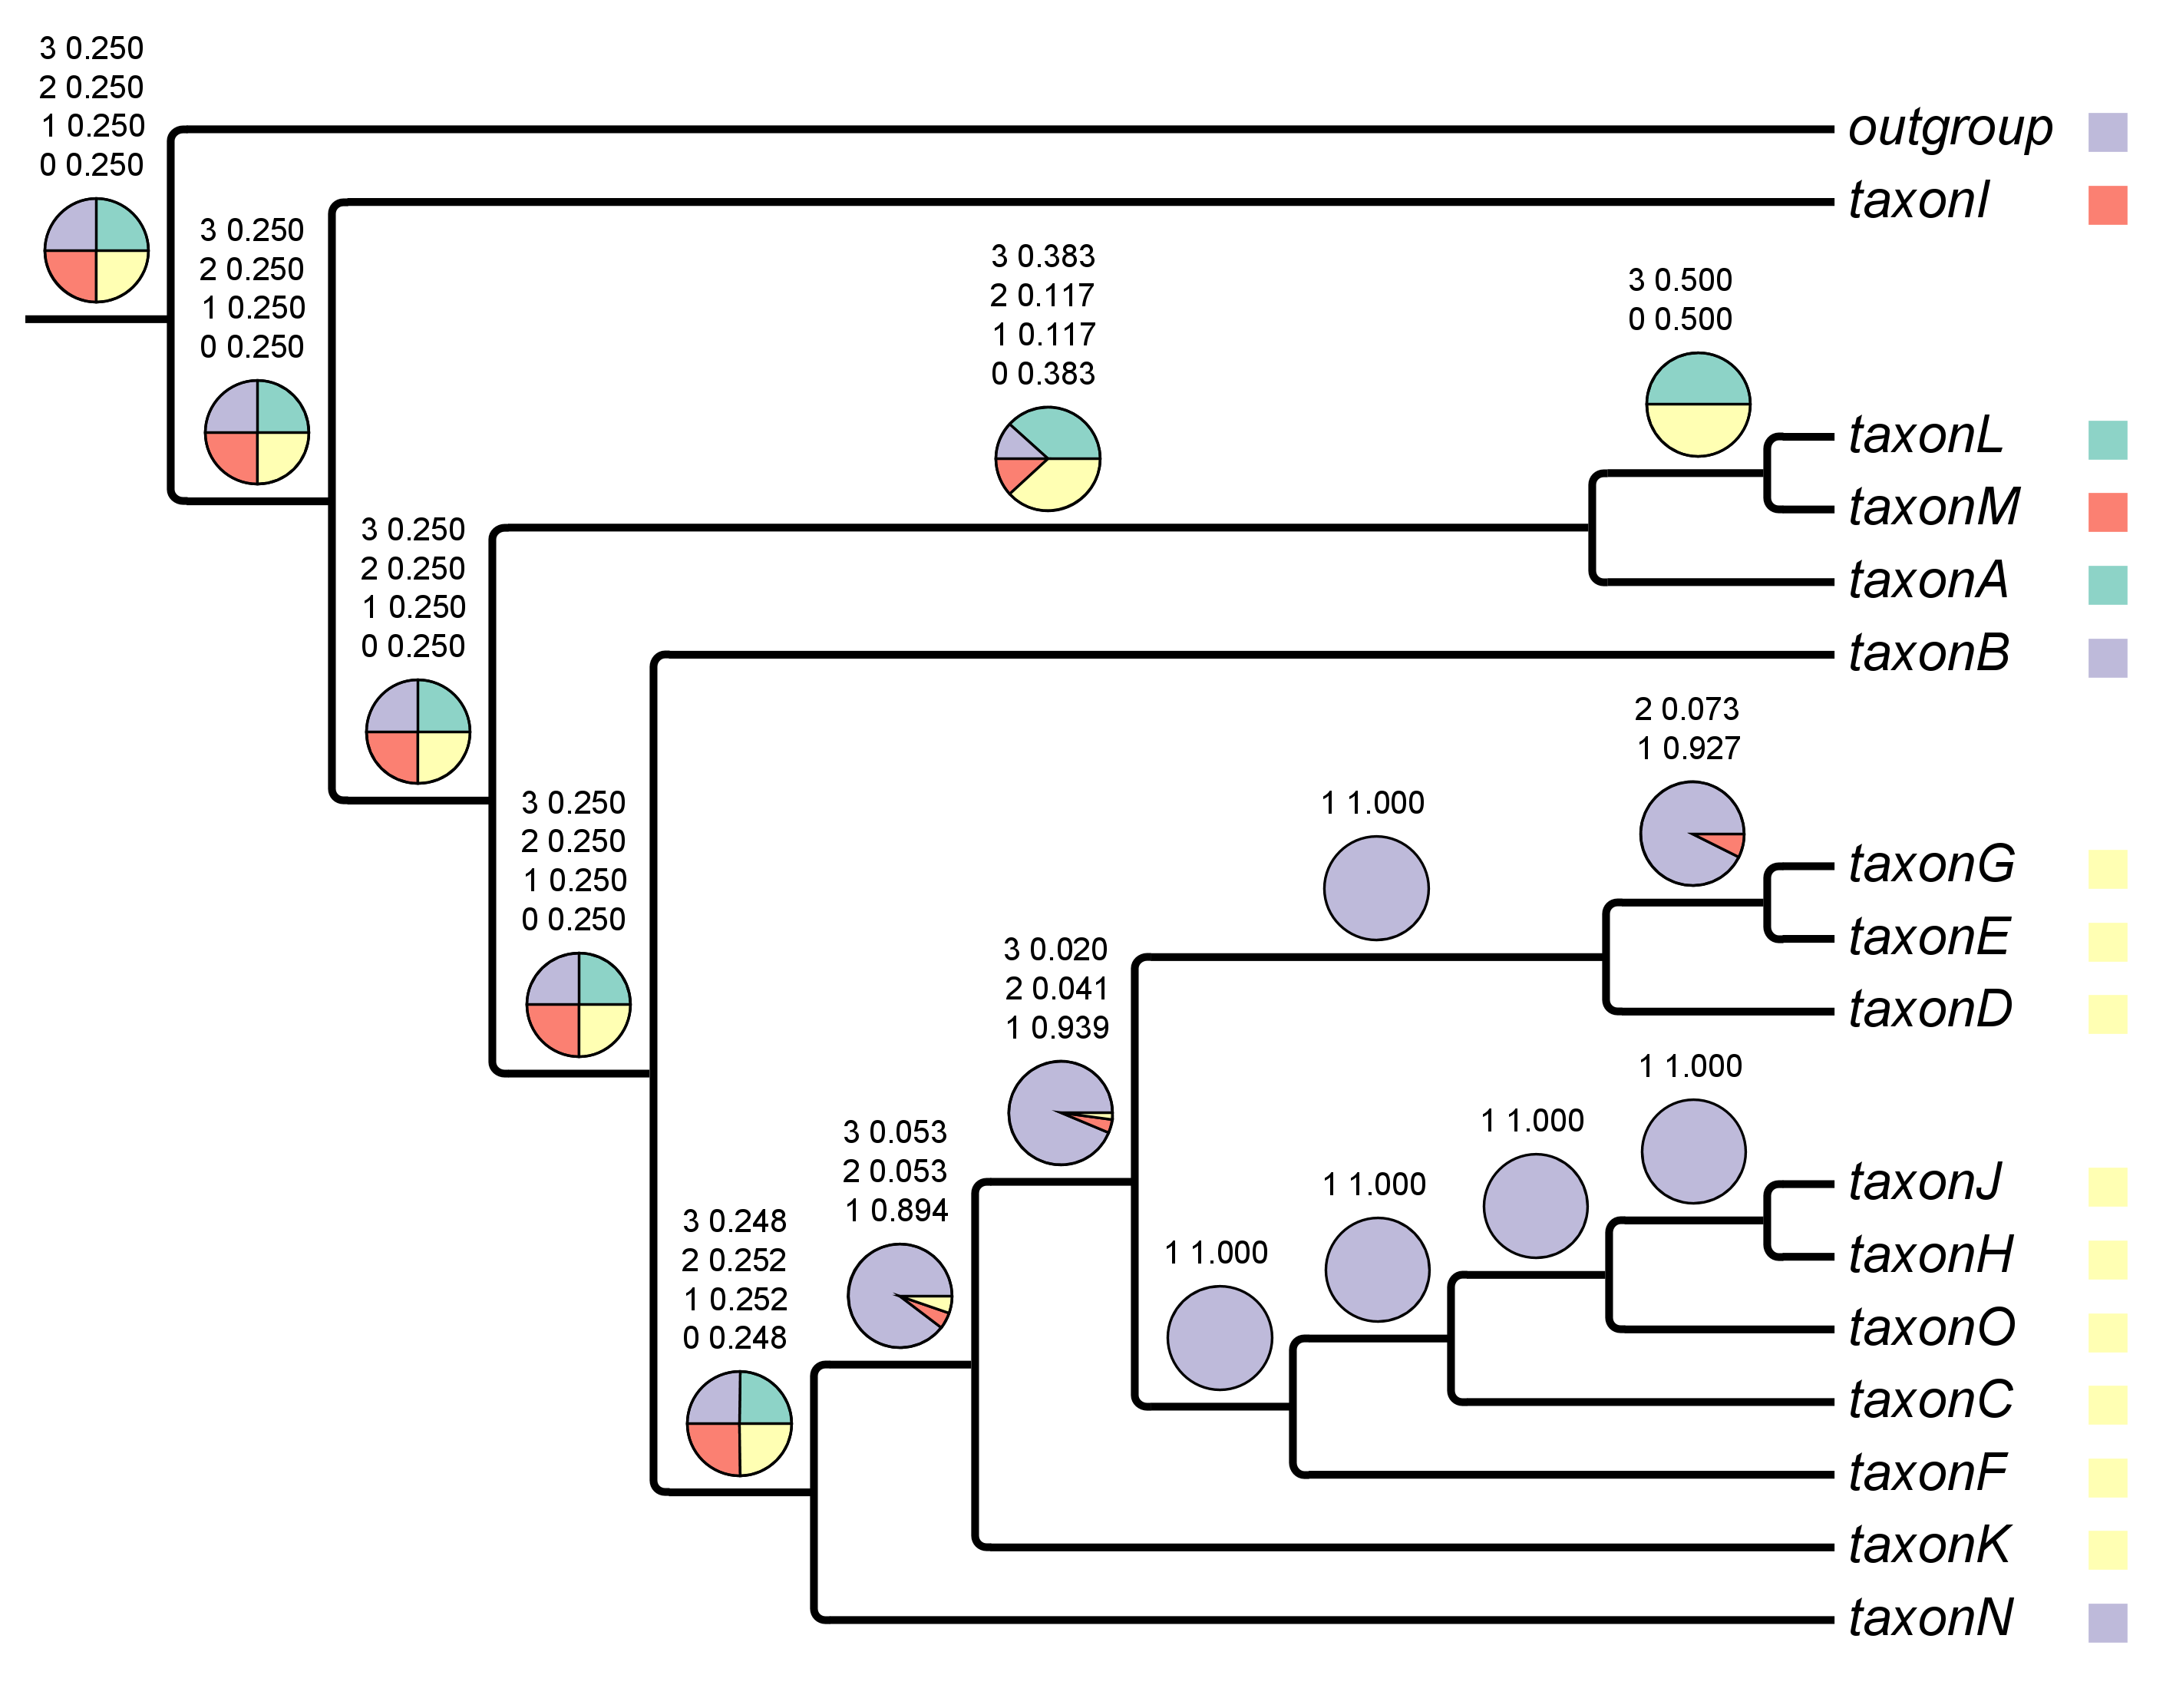 3 0.250
2 0.250
1 0.250
0 0.250
outgroup
taxonI
3 0.250
2 0.250
1 0.250
0 0.250
3 0.383
2 0.117
1 0.117
0 0.383
3 0.500
0 0.500
taxonL
taxonM
taxonA
3 0.250
2 0.250
1 0.250
0 0.250
taxonB
2 0.073
1 0.927
3 0.250
2 0.250
1 0.250
0 0.250
1 1.000
taxonG
taxonE
taxonD
3 0.020
2 0.041
1 0.939
1 1.000
1 1.000
1 1.000
1 1.000
taxonJ
taxonH
taxonO
taxonC
taxonF
taxonK
taxonN
3 0.053
2 0.053
1 0.894
3 0.248
2 0.252
1 0.252
0 0.248